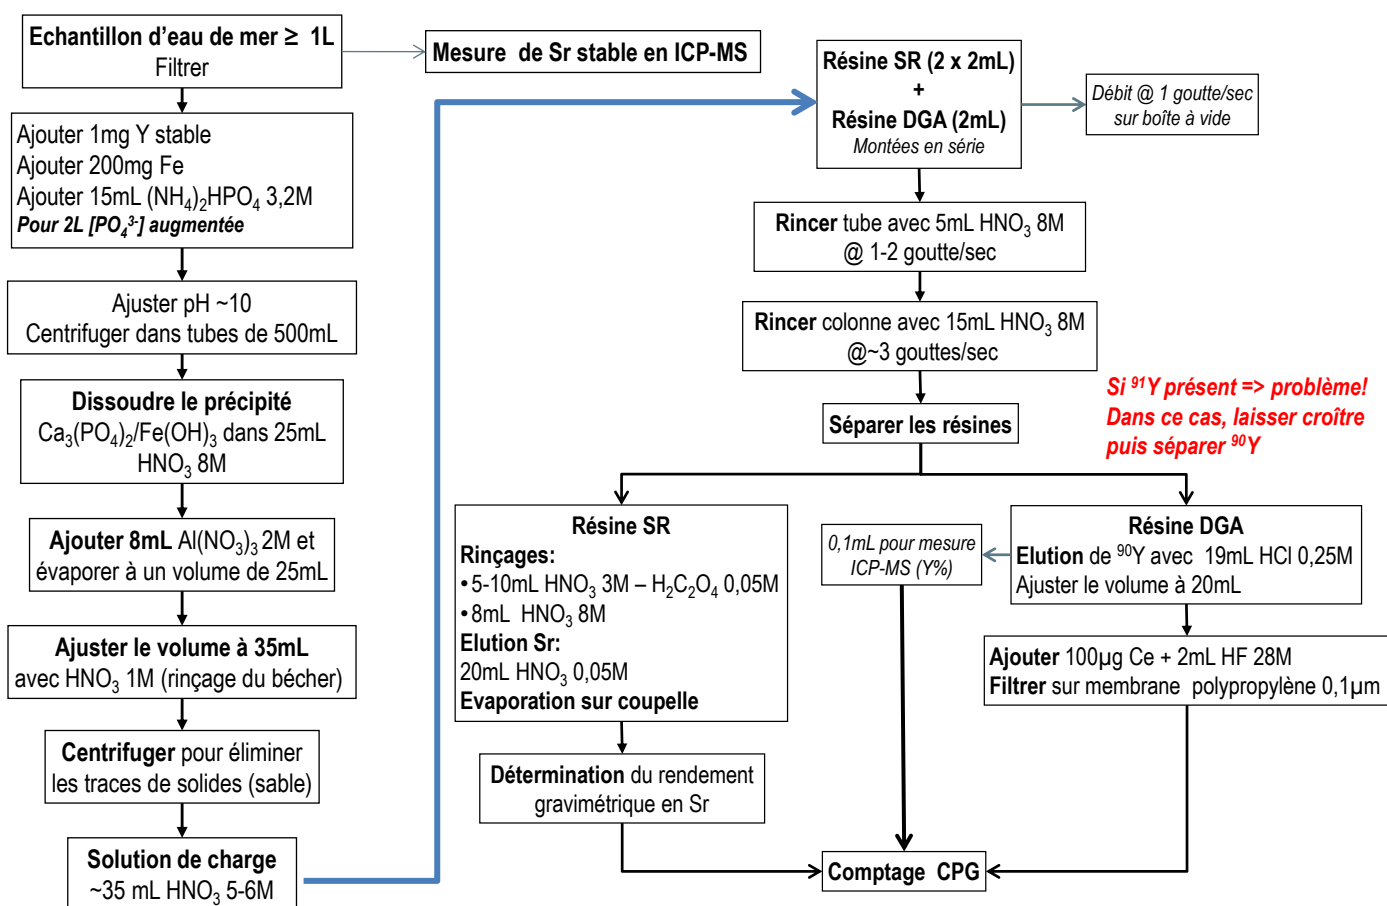 Echantillon d'eau de mer ≥ 1L
Filtrer
Mesure de Sr stable en ICP-MS
Ajouter 1mg Y stable
Ajouter 200mg Fe
Ajouter 15mL (NH₄)₂HPO₄ 3,2M
Pour 2L [PO₄³⁻] augmentée
Ajuster pH ~10
Centrifuger dans tubes de 500mL
Dissoudre le précipité
Ca₃(PO₄)₂/Fe(OH)₃ dans 25mL
HNO₃ 8M
Ajouter 8mL Al(NO₃)₃ 2M et
évaporer à un volume de 25mL
Ajuster le volume à 35mL
avec HNO₃ 1M (rinçage du bécher)
Centrifuger pour éliminer
les traces de solides (sable)
Solution de charge
~35 mL HNO₃ 5-6M
Résine SR (2 x 2mL)
+
Résine DGA (2mL)
Montées en série
Débit @ 1 goutte/sec
sur boîte à vide
Rincer tube avec 5mL HNO₃ 8M
@ 1-2 goutte/sec
Rincer colonne avec 15mL HNO₃ 8M
@~3 gouttes/sec
Séparer les résines
Si ⁹¹Y présent => problème!
Dans ce cas, laisser croître
puis séparer ⁹⁰Y
Résine SR
Rinçages:
• 5-10mL HNO₃ 3M – H₂C₂O₄ 0,05M
• 8mL HNO₃ 8M
Elution Sr:
20mL HNO₃ 0,05M
Evaporation sur coupelle
Détermination du rendement
gravimétrique en Sr
0,1mL pour mesure
ICP-MS (Y%)
Résine DGA
Elution de ⁹⁰Y avec 19mL HCl 0,25M
Ajuster le volume à 20mL
Ajouter 100µg Ce + 2mL HF 28M
Filtrer sur membrane polypropylène 0,1µm
Comptage CPG